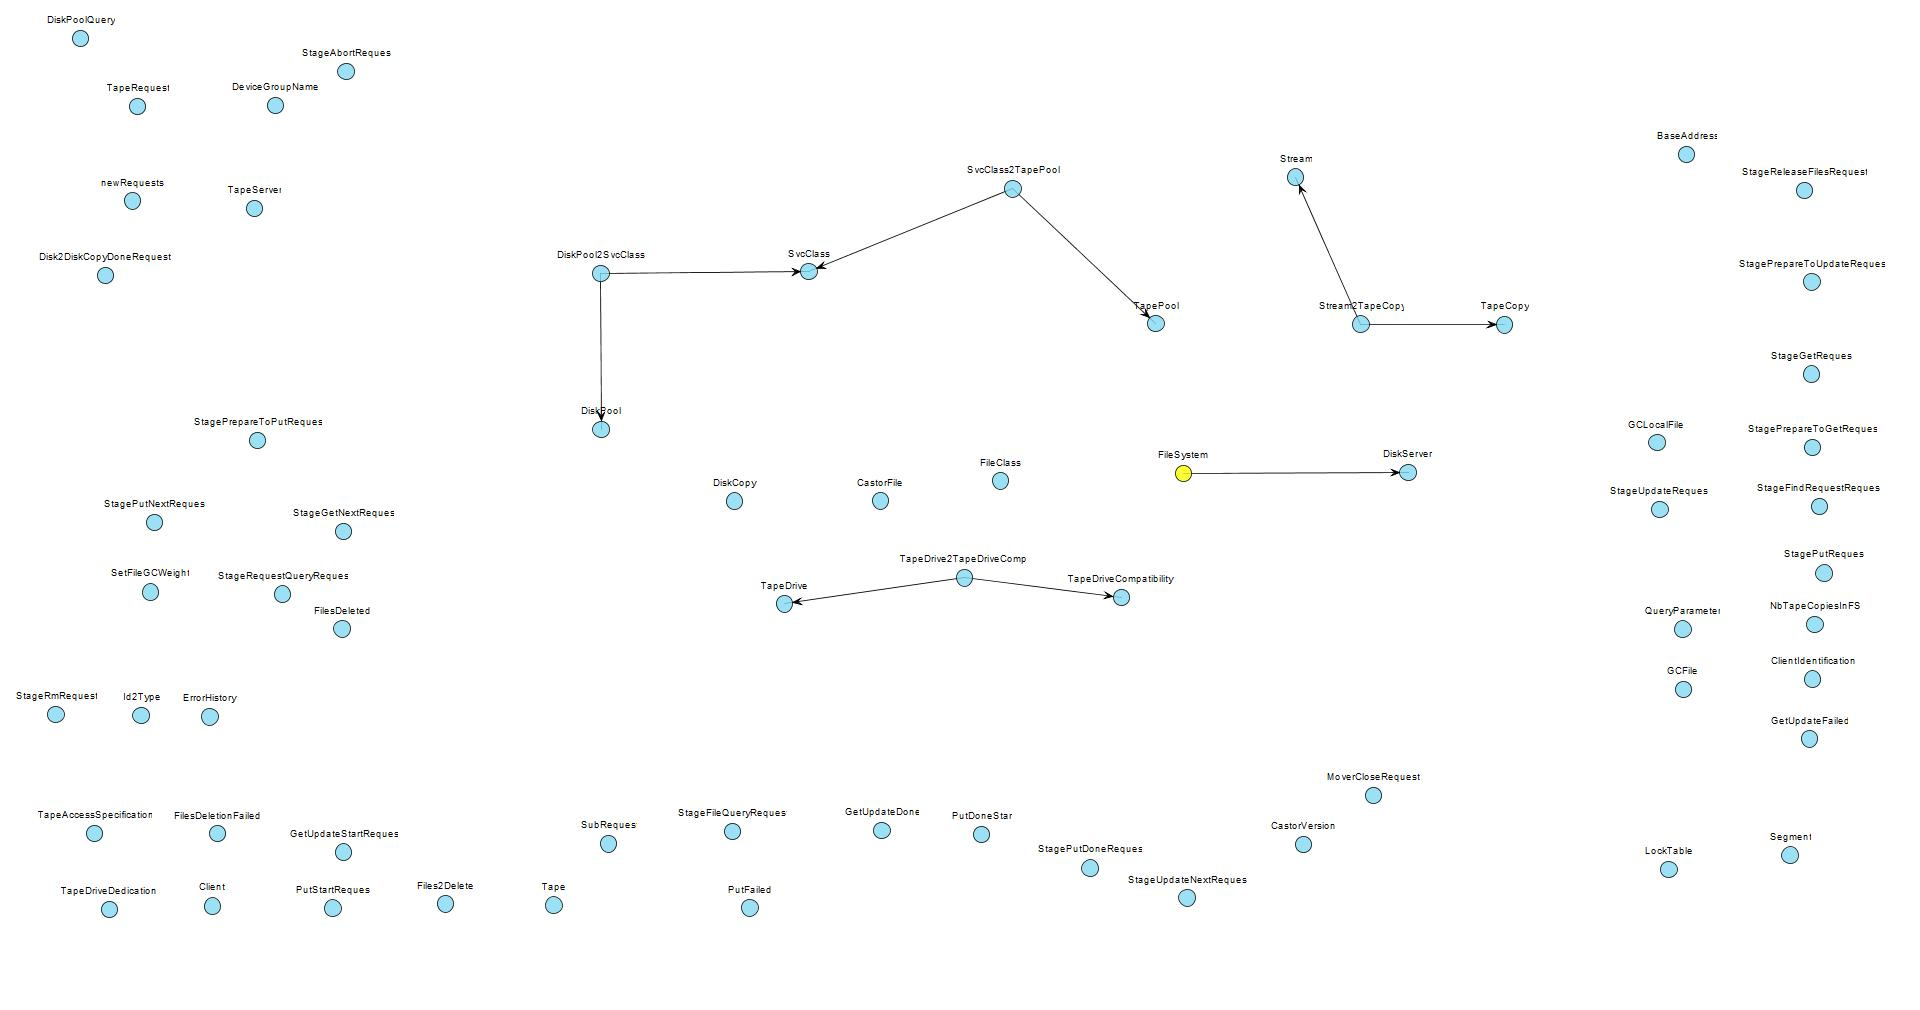 DiskPoolQuery
StageAbortReques
TapeRequest
DeviceGroupName
BaseAddress
SvcClass2TapePool
Stream
StageReleaseFilesRequest
newRequests
TapeServer
Disk2DiskCopyDoneRequest
DiskPool2SvcClass
SvcClass
StagePrepareToUpdateReques
TapePool
Stream2TapeCopy
TapeCopy
StageGetReques
DiskPool
StagePrepareToPutReques
GCLocalFile
StagePrepareToGetReques
FileClass
FileSystem
DiskServer
DiskCopy
CastorFile
StageUpdateReques
StageFindRequestReques
StagePutNextReques
StageGetNextReques
StagePutReques
TapeDrive2TapeDriveComp
SetFileGCWeight
StageRequestQueryReques
TapeDrive
TapeDriveCompatibility
FilesDeleted
QueryParameter
NbTapeCopiesInFS
GCFile
ClientIdentification
StageRmRequest
Id2Type
ErrorHistory
GetUpdateFailed
MoverCloseRequest
TapeAccessSpecification
FilesDeletionFailed
GetUpdateStartReques
SubReques
StageFileQueryReques
GetUpdateDone
PutDoneStar
CastorVersion
Segment
StagePutDoneReques
LockTable
TapeDriveDedication
Client
PutStartReques
Files2Delete
Tape
PutFailed
StageUpdateNextReques